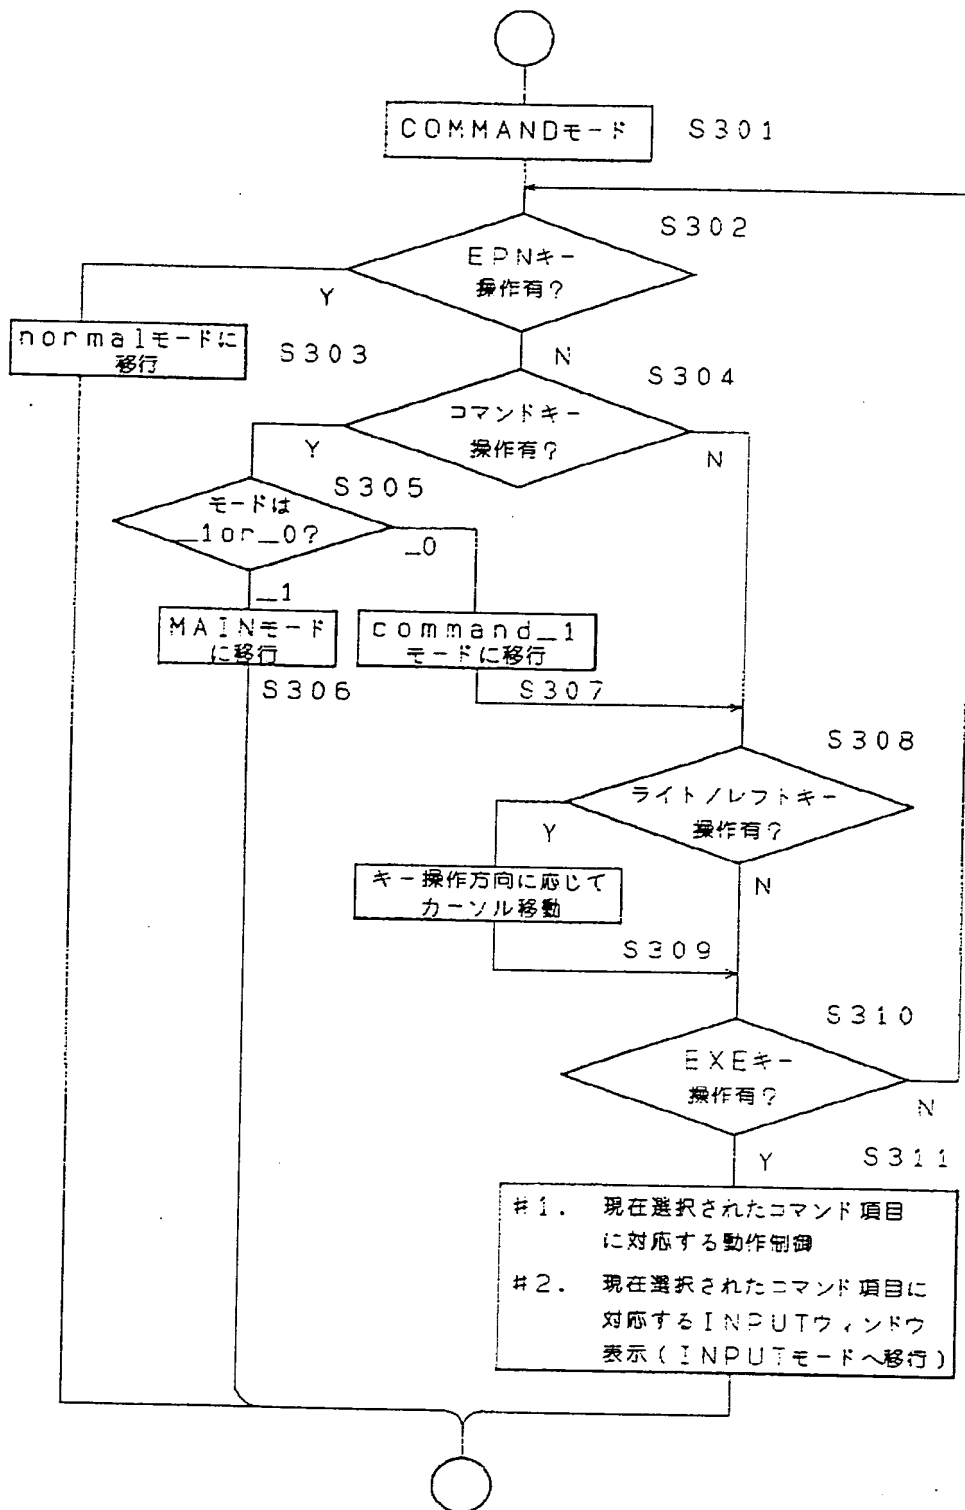 COMMANDモード S301
S302
EPNキー
操作有?
Y
N
normalモードに
移行
S303
S304
コマンドキー
操作有?
Y
N
S305
モードは
_1or_0?
_0
_1
MAINモード
に移行
S306
command_1
モードに移行
S307
S308
ライト/レフトキー
操作有?
Y
N
キー操作方向に応じて
カーソル移動
S309
S310
EXEキー
操作有?
N
Y
S311
#1. 現在選択されたコマンド項目
に対応する動作制御
#2. 現在選択されたコマンド項目に
対応するINPUTウィンドウ
表示(INPUTモードへ移行)